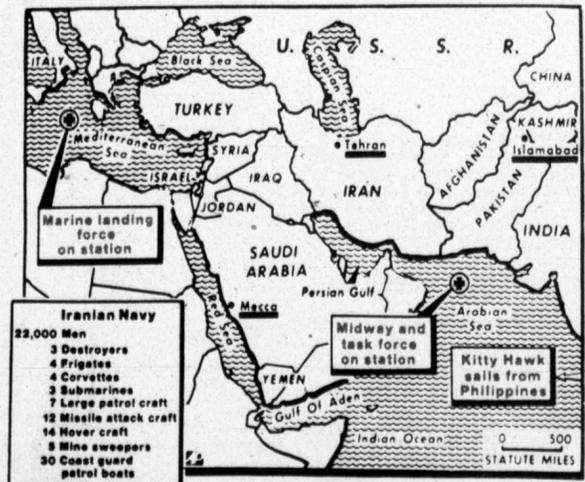 U. S. S. R.
ITALY
Black Sea
Caspian Sea
CHINA
TURKEY
KASHMIR
Mediterranean
Sea
SYRIA
Tehran
AFGHANISTAN
Islamabad
ISRAEL
IRAQ
IRAN
PAKISTAN
JORDAN
INDIA
Marine landing
force
on station
SAUDI
ARABIA
Persian Gulf
Red Sea
Mecca
Arabian
Sea
Midway and
task force
on station
Kitty Hawk
sails from
Philippines
YEMEN
Gulf Of Aden
Indian Ocean
0 500
STATUTE MILES
Iranian Navy
22,000 Men
3 Destroyers
4 Frigates
4 Corvettes
3 Submarines
7 Large patrol craft
12 Missile attack craft
14 Hover craft
5 Mine sweepers
30 Coast guard
patrol boats